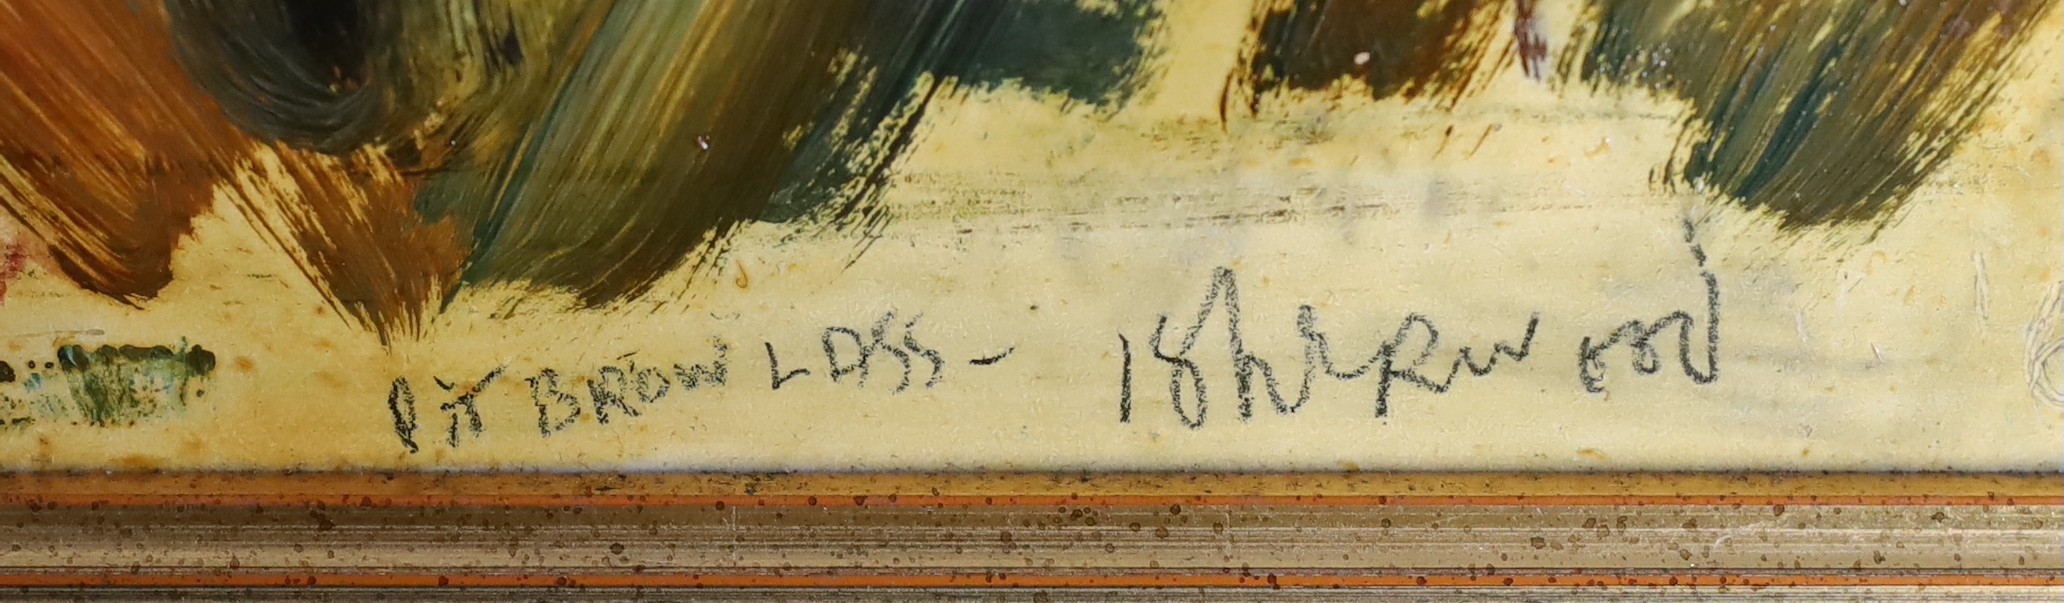 PIT BROW LASS - Isherwood